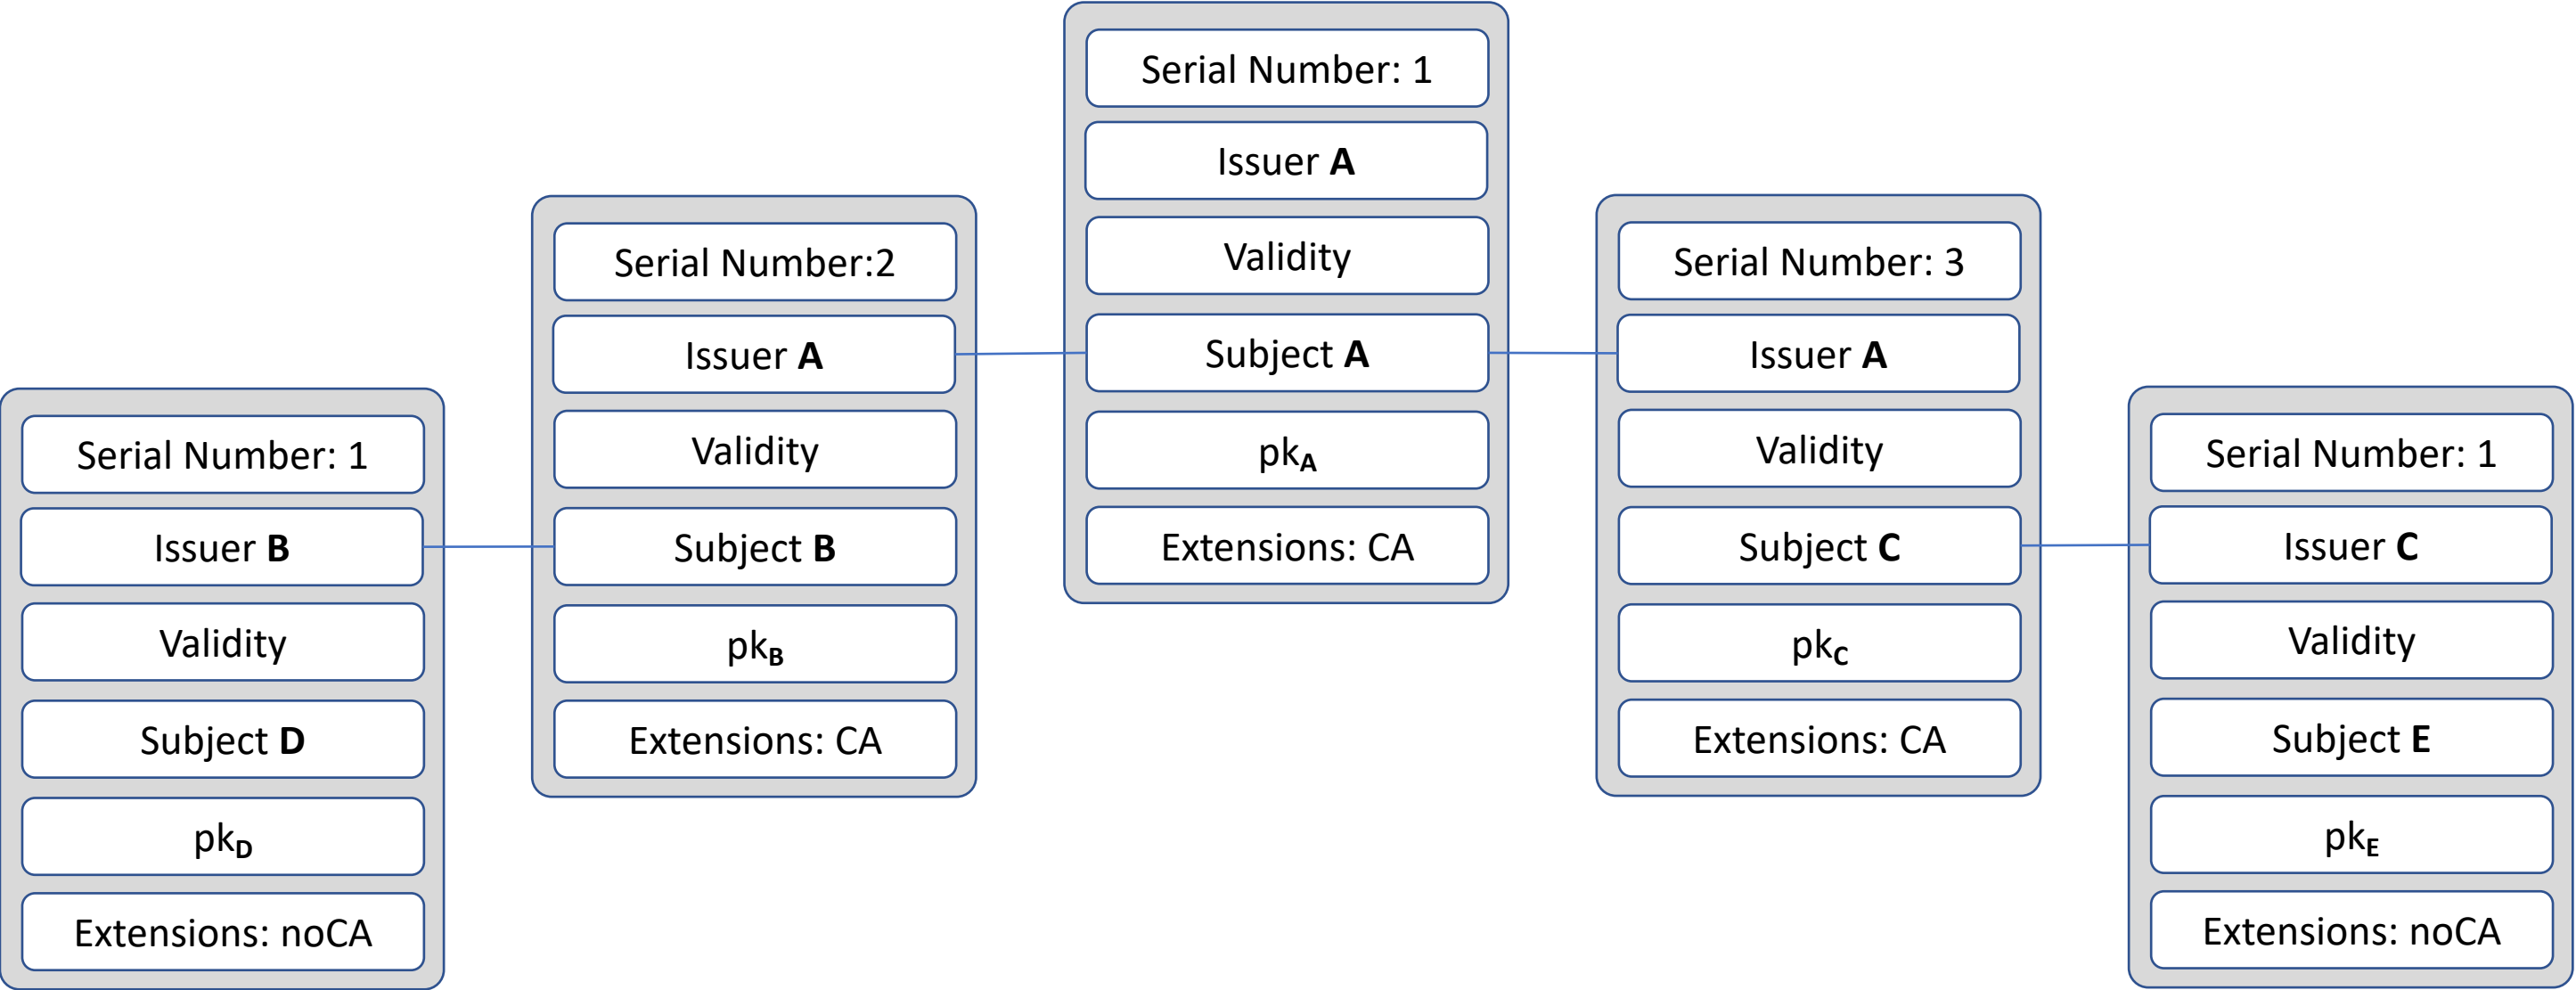 Serial Number: 1
Issuer B
Validity
Subject D
pkD
Extensions: noCA
Serial Number:2
Issuer A
Validity
Subject B
pkB
Extensions: CA
Serial Number: 1
Issuer A
Validity
Subject A
pkA
Extensions: CA
Serial Number: 3
Issuer A
Validity
Subject C
pkC
Extensions: CA
Serial Number: 1
Issuer C
Validity
Subject E
pkE
Extensions: noCA